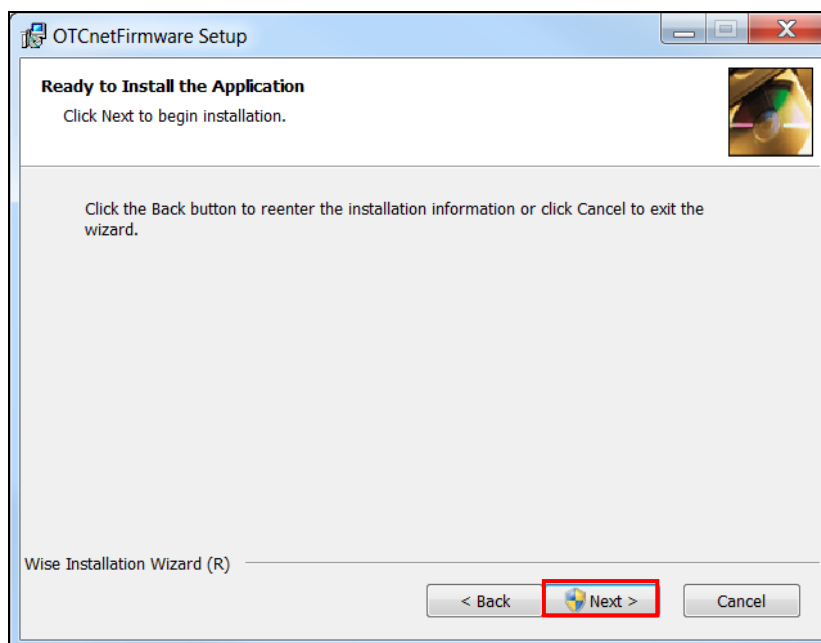 OTCnetFirmware Setup
Ready to Install the Application
Click Next to begin installation.
Click the Back button to reenter the installation information or click Cancel to exit the
wizard.
Wise Installation Wizard (R)
< Back
Next >
Cancel